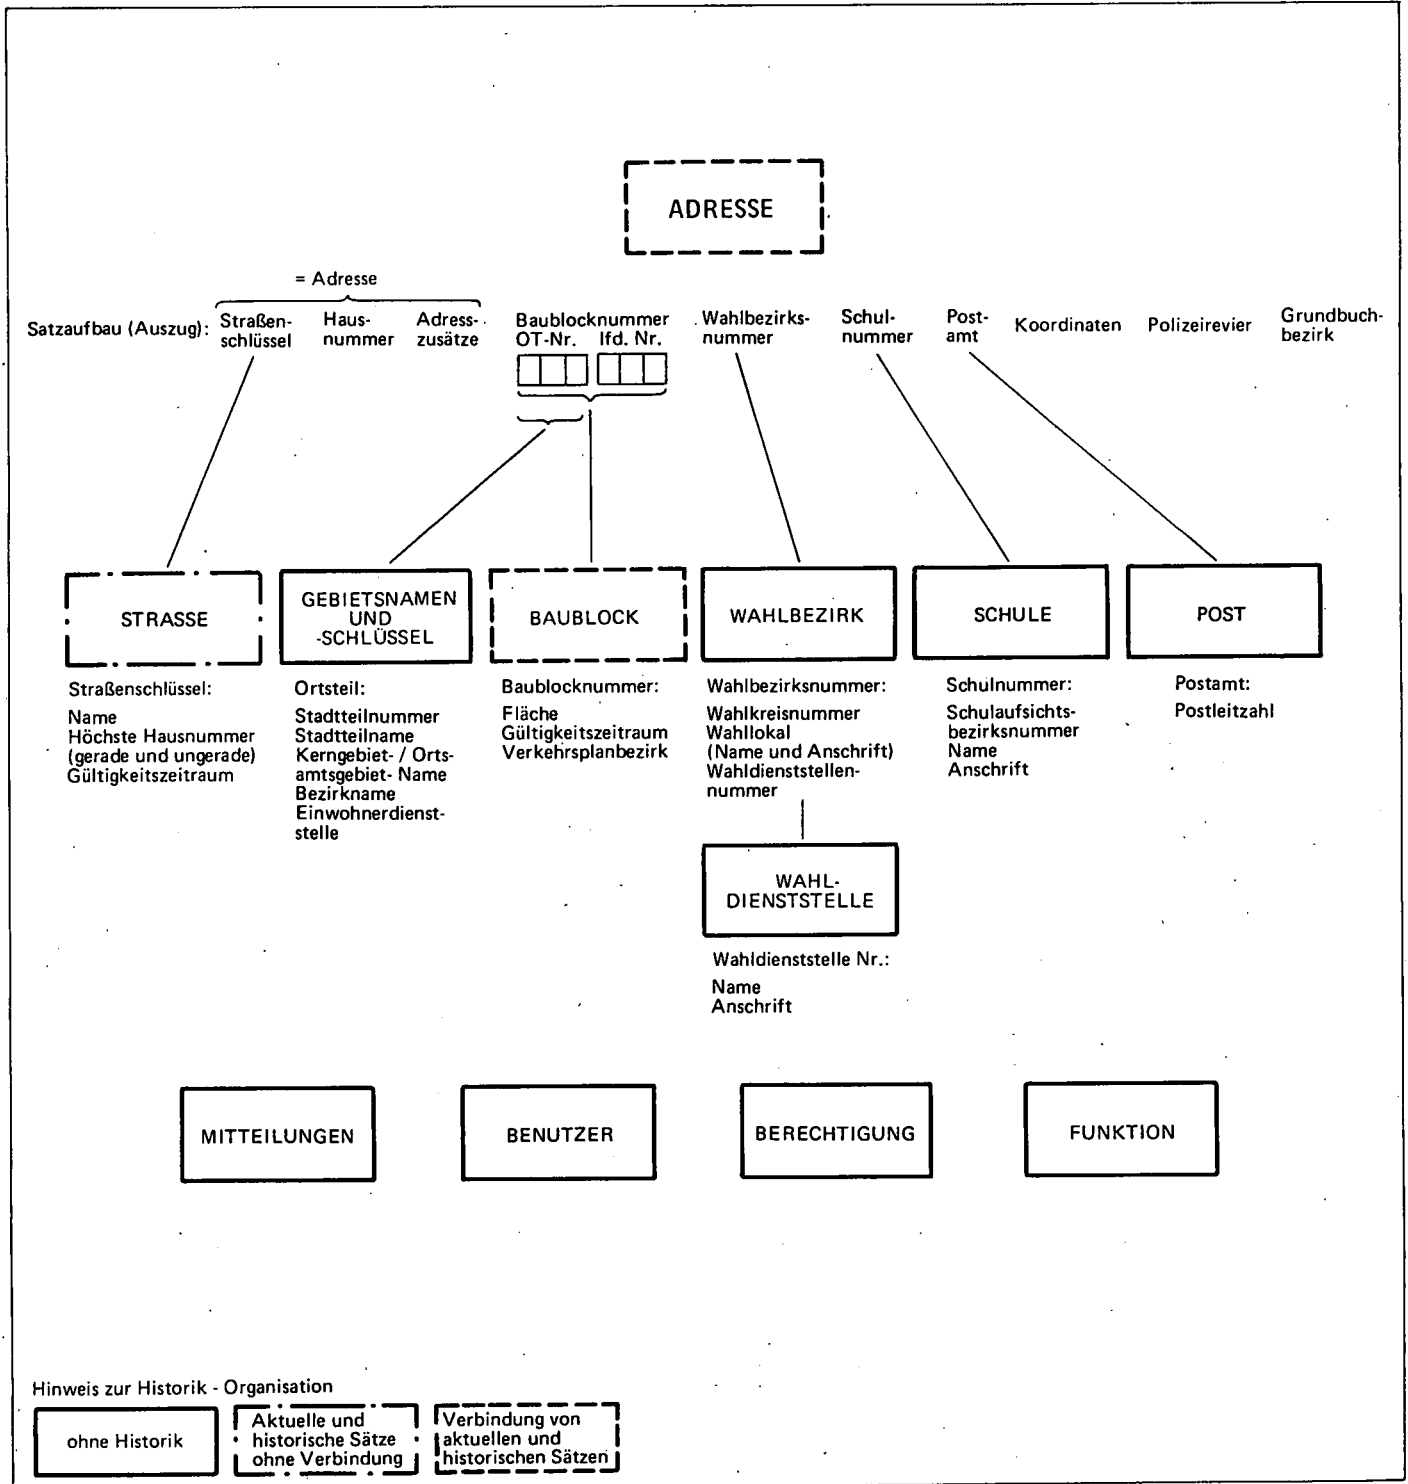 ADRESSE
= Adresse
Satzaufbau (Auszug):
Straßen-
schlüssel
Haus-
nummer
Adress-
zusätze
Baublocknummer
OT-Nr. lfd. Nr.
Wahlbezirks-
nummer
Schul-
nummer
Post-
amt
Koordinaten
Polizeirevier
Grundbuch-
bezirk
STRASSE
GEBIETSNAMEN
UND
-SCHLÜSSEL
BAUBLOCK
WAHLBEZIRK
SCHULE
POST
Straßenschlüssel:
Name
Höchste Hausnummer
(gerade und ungerade)
Gültigkeitszeitraum
Ortsteil:
Stadtteilnummer
Stadtteilname
Kerngebiet- / Orts-
amtsgebiet- Name
Bezirkname
Einwohnerdienst-
stelle
Baublocknummer:
Fläche
Gültigkeitszeitraum
Verkehrsplanbezirk
Wahlbezirksnummer:
Wahlkreisnummer
Wahllokal
(Name und Anschrift)
Wahldienststellen-
nummer
Schulnummer:
Schulaufsichts-
bezirksnummer
Name
Anschrift
Postamt:
Postleitzahl
WAHL-
DIENSTSTELLE
Wahldienststelle Nr.:
Name
Anschrift
MITTEILUNGEN
BENUTZER
BERECHTIGUNG
FUNKTION
Hinweis zur Historik - Organisation
ohne Historik
Aktuelle und
historische Sätze
ohne Verbindung
Verbindung von
aktuellen und
historischen Sätzen